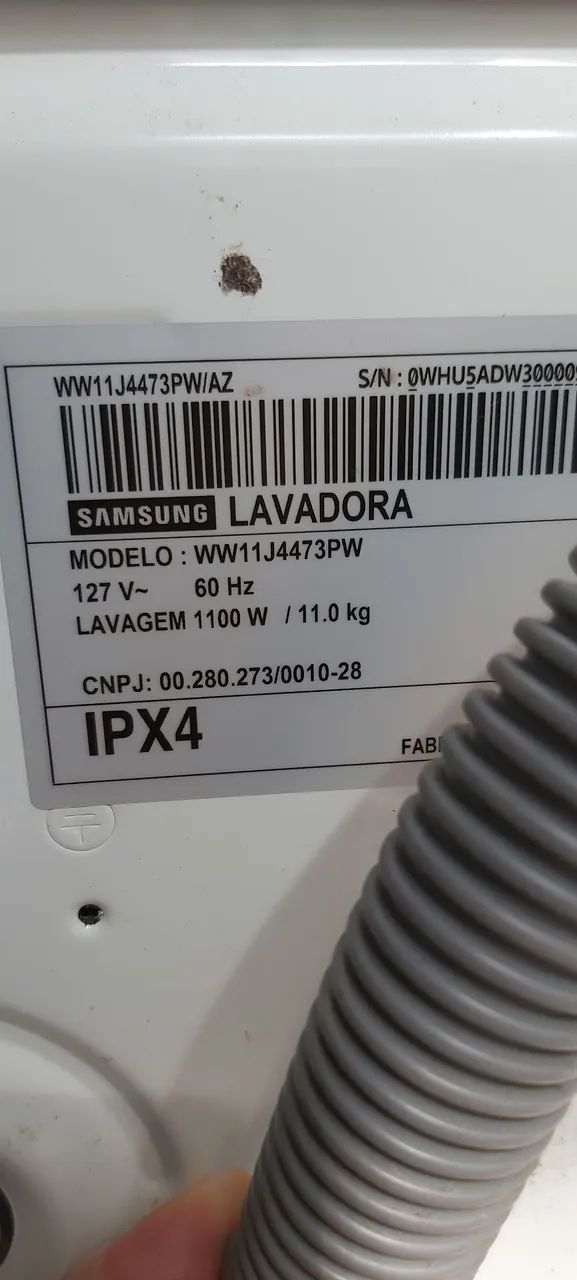 WW11J4473PW/AZ S/N : 0WHU5ADW30000
SAMSUNG LAVADORA
MODELO : WW11J4473PW
127 V~ 60 Hz
LAVAGEM 1100 W / 11.0 kg
CNPJ: 00.280.273/0010-28
IPX4